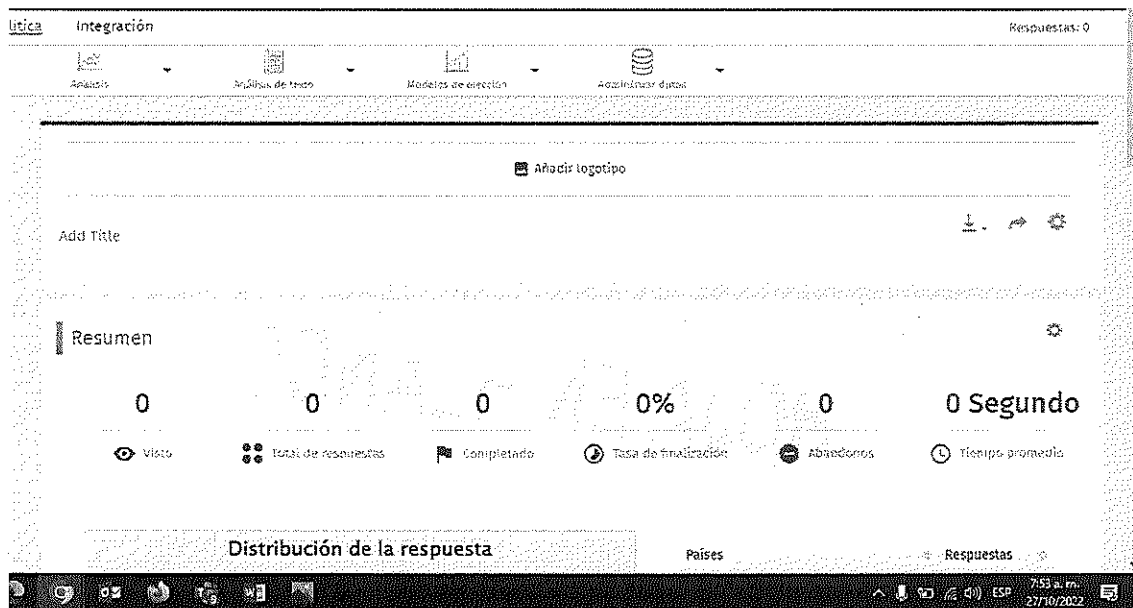 lítica Integración Respuestas: 0
Análisis Análisis de texto Modelos de elección Administrar datos
Añadir logotipo
Add Title
Resumen
0 0 0 0% 0 0 Segundo
Visto Total de respuestas Completado Tasa de finalización Abandonos Tiempo promedio
Distribución de la respuesta Países Respuestas
ESP 7:53 a. m.
27/10/2022